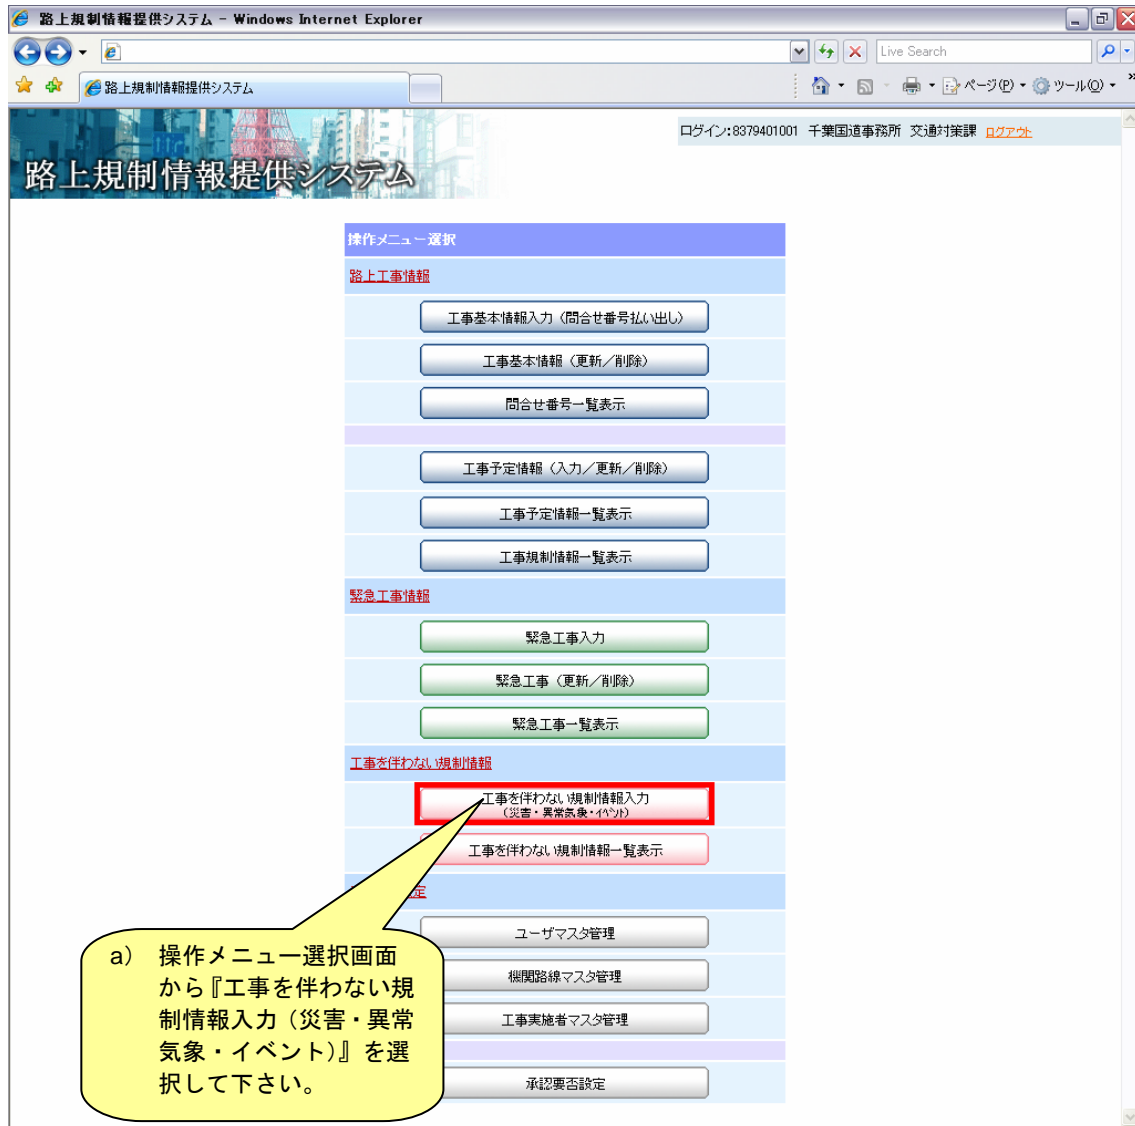 路上規制情報提供システム - Windows Internet Explorer
Live Search
路上規制情報提供システム
ページ(P)
ツール(O)
»
ログイン:8379401001 千葉国道事務所 交通対策課 ログアウト
路上規制情報提供システム
操作メニュー選択
路上工事情報
工事基本情報入力（問合せ番号払い出し）
工事基本情報（更新／削除）
問合せ番号一覧表示
工事予定情報（入力／更新／削除）
工事予定情報一覧表示
工事規制情報一覧表示
緊急工事情報
緊急工事入力
緊急工事（更新／削除）
緊急工事一覧表示
工事を伴わない規制情報
工事を伴わない規制情報入力
（災害・異常気象・イベント）
工事を伴わない規制情報一覧表示
定
ユーザマスタ管理
機関路線マスタ管理
工事実施者マスタ管理
承認要否設定
a) 操作メニュー選択画面
から『工事を伴わない規
制情報入力（災害・異常
気象・イベント）』を選
択して下さい。